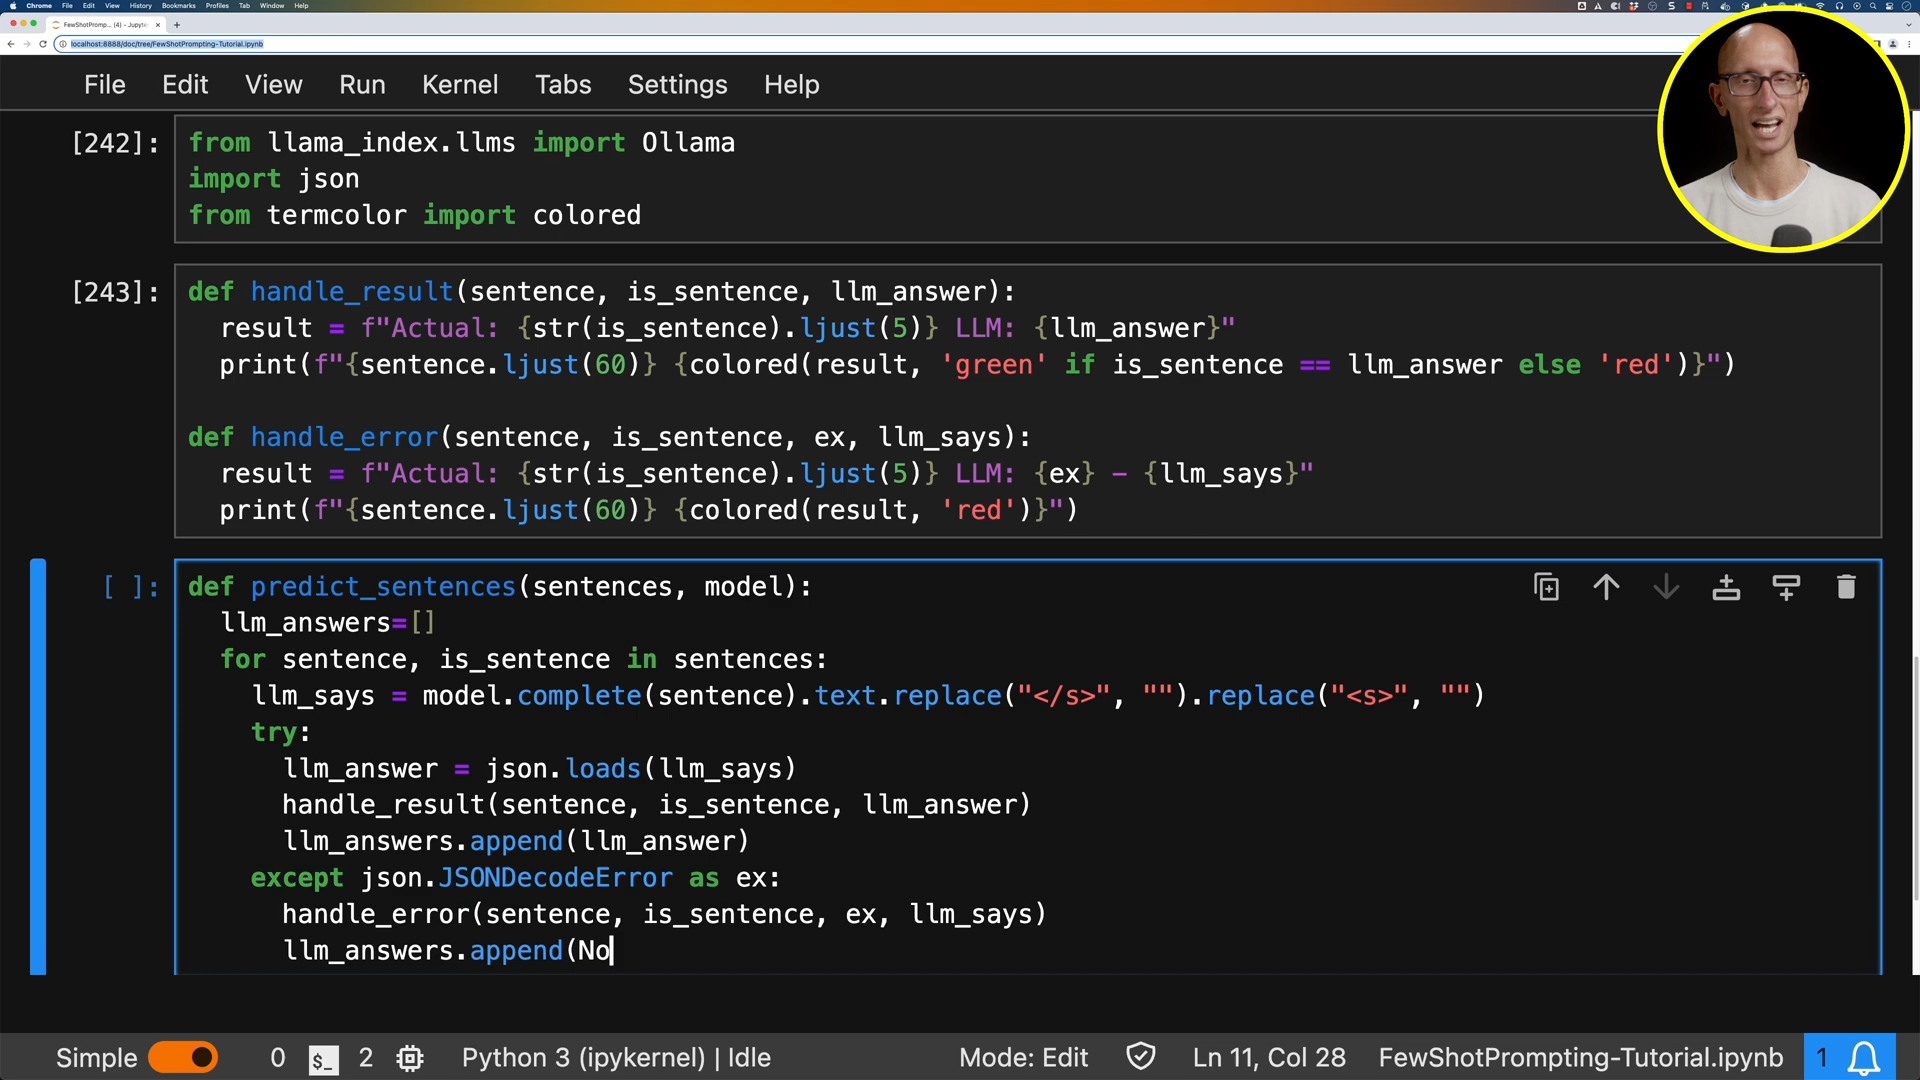 Chrome File Edit View History Bookmarks Profiles Tab Window Help
FewShotPromp... (4) - Jupyte
localhost:8888/doc/tree/FewShotPrompting-Tutorial.ipynb
File Edit View Run Kernel Tabs Settings Help
[242]: from llama_index.llms import Ollama
import json
from termcolor import colored
[243]: def handle_result(sentence, is_sentence, llm_answer):
result = f"Actual: {str(is_sentence).ljust(5)} LLM: {llm_answer}"
print(f"{sentence.ljust(60)} {colored(result, 'green' if is_sentence == llm_answer else 'red')}")
def handle_error(sentence, is_sentence, ex, llm_says):
result = f"Actual: {str(is_sentence).ljust(5)} LLM: {ex} - {llm_says}"
print(f"{sentence.ljust(60)} {colored(result, 'red')}")
[ ]: def predict_sentences(sentences, model):
llm_answers=[]
for sentence, is_sentence in sentences:
llm_says = model.complete(sentence).text.replace("</s>", "").replace("<s>", "")
try:
llm_answer = json.loads(llm_says)
handle_result(sentence, is_sentence, llm_answer)
llm_answers.append(llm_answer)
except json.JSONDecodeError as ex:
handle_error(sentence, is_sentence, ex, llm_says)
llm_answers.append(No
Simple 0 $_ 2 Python 3 (ipykernel) | Idle Mode: Edit Ln 11, Col 28 FewShotPrompting-Tutorial.ipynb 1